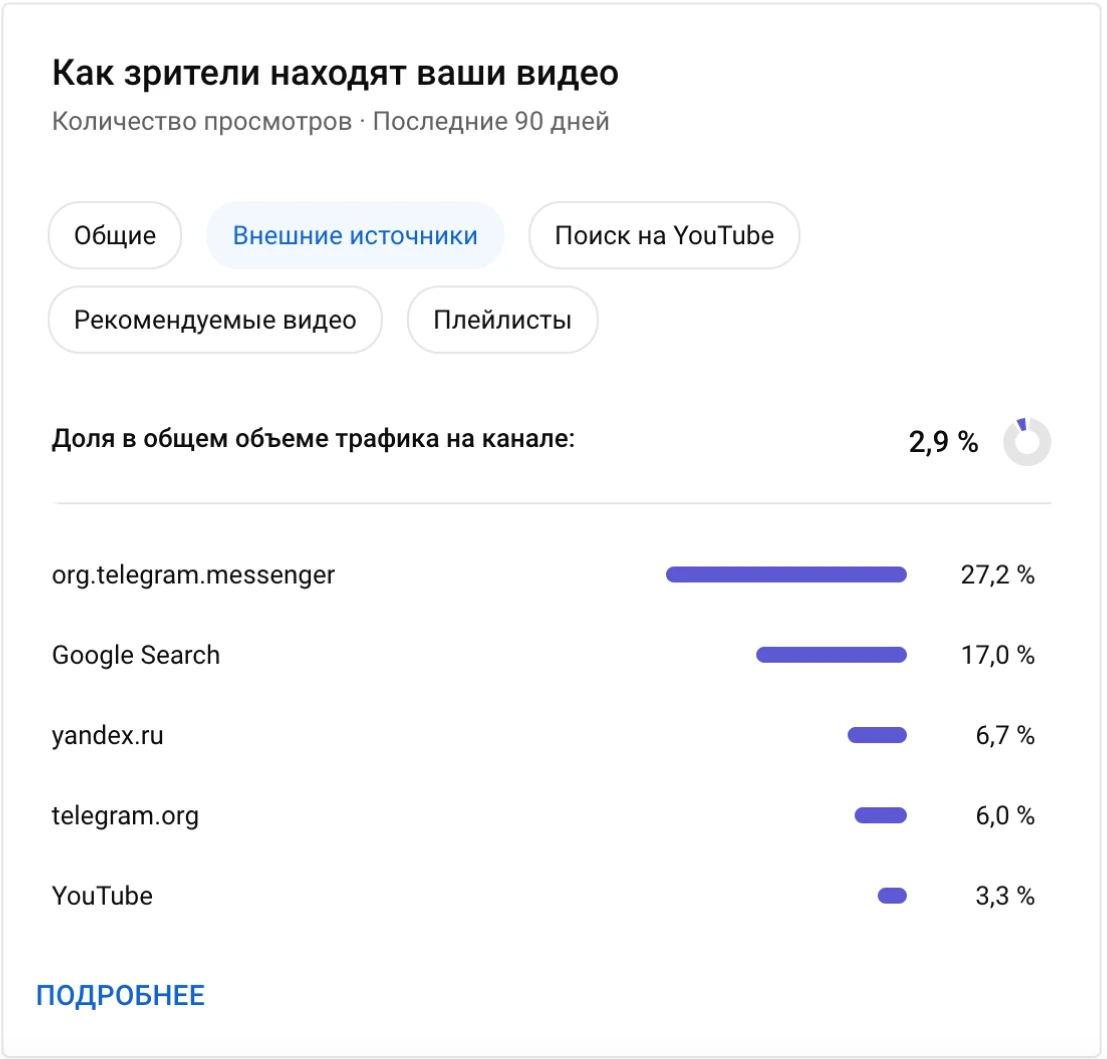 Как зрители находят ваши видео
Количество просмотров · Последние 90 дней
Общие
Внешние источники
Поиск на YouTube
Рекомендуемые видео
Плейлисты
Доля в общем объеме трафика на канале: 2,9 %
org.telegram.messenger 27,2 %
Google Search 17,0 %
yandex.ru 6,7 %
telegram.org 6,0 %
YouTube 3,3 %
ПОДРОБНЕЕ